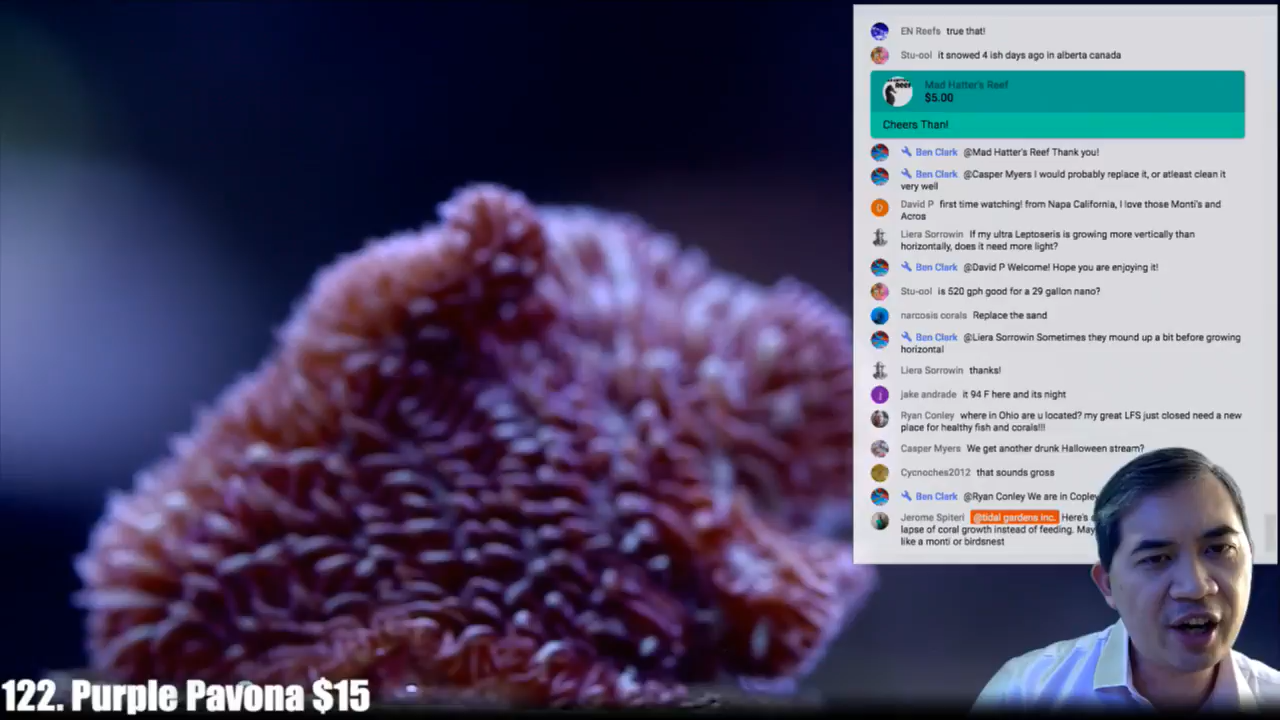 EN Reefs true that!
Stu-ool it snowed 4 ish days ago in alberta canada
Mad Hatter's Reef
$5.00
Cheers Than!
Ben Clark @Mad Hatter's Reef Thank you!
Ben Clark @Casper Myers I would probably replace it, or atleast clean it
very well
David P first time watching! from Napa California, I love those Monti's and
Acros
Liera Sorrowin If my ultra Leptoseris is growing more vertically than
horizontally, does it need more light?
Ben Clark @David P Welcome! Hope you are enjoying it!
Stu-ool is 520 gph good for a 29 gallon nano?
narcosis corals Replace the sand
Ben Clark @Liera Sorrowin Sometimes they mound up a bit before growing
horizontal
Liera Sorrowin thanks!
jake andrade it 94 F here and its night
Ryan Conley where in Ohio are u located? my great LFS just closed need a new
place for healthy fish and corals!!!
Casper Myers We get another drunk Halloween stream?
Cycnoches2012 that sounds gross
Ben Clark @Ryan Conley We are in Copley
Jerome Spiteri @tidal gardens inc. Here's
lapse of coral growth instead of feeding. May
like a monti or birdsnest
122. Purple Pavona $15